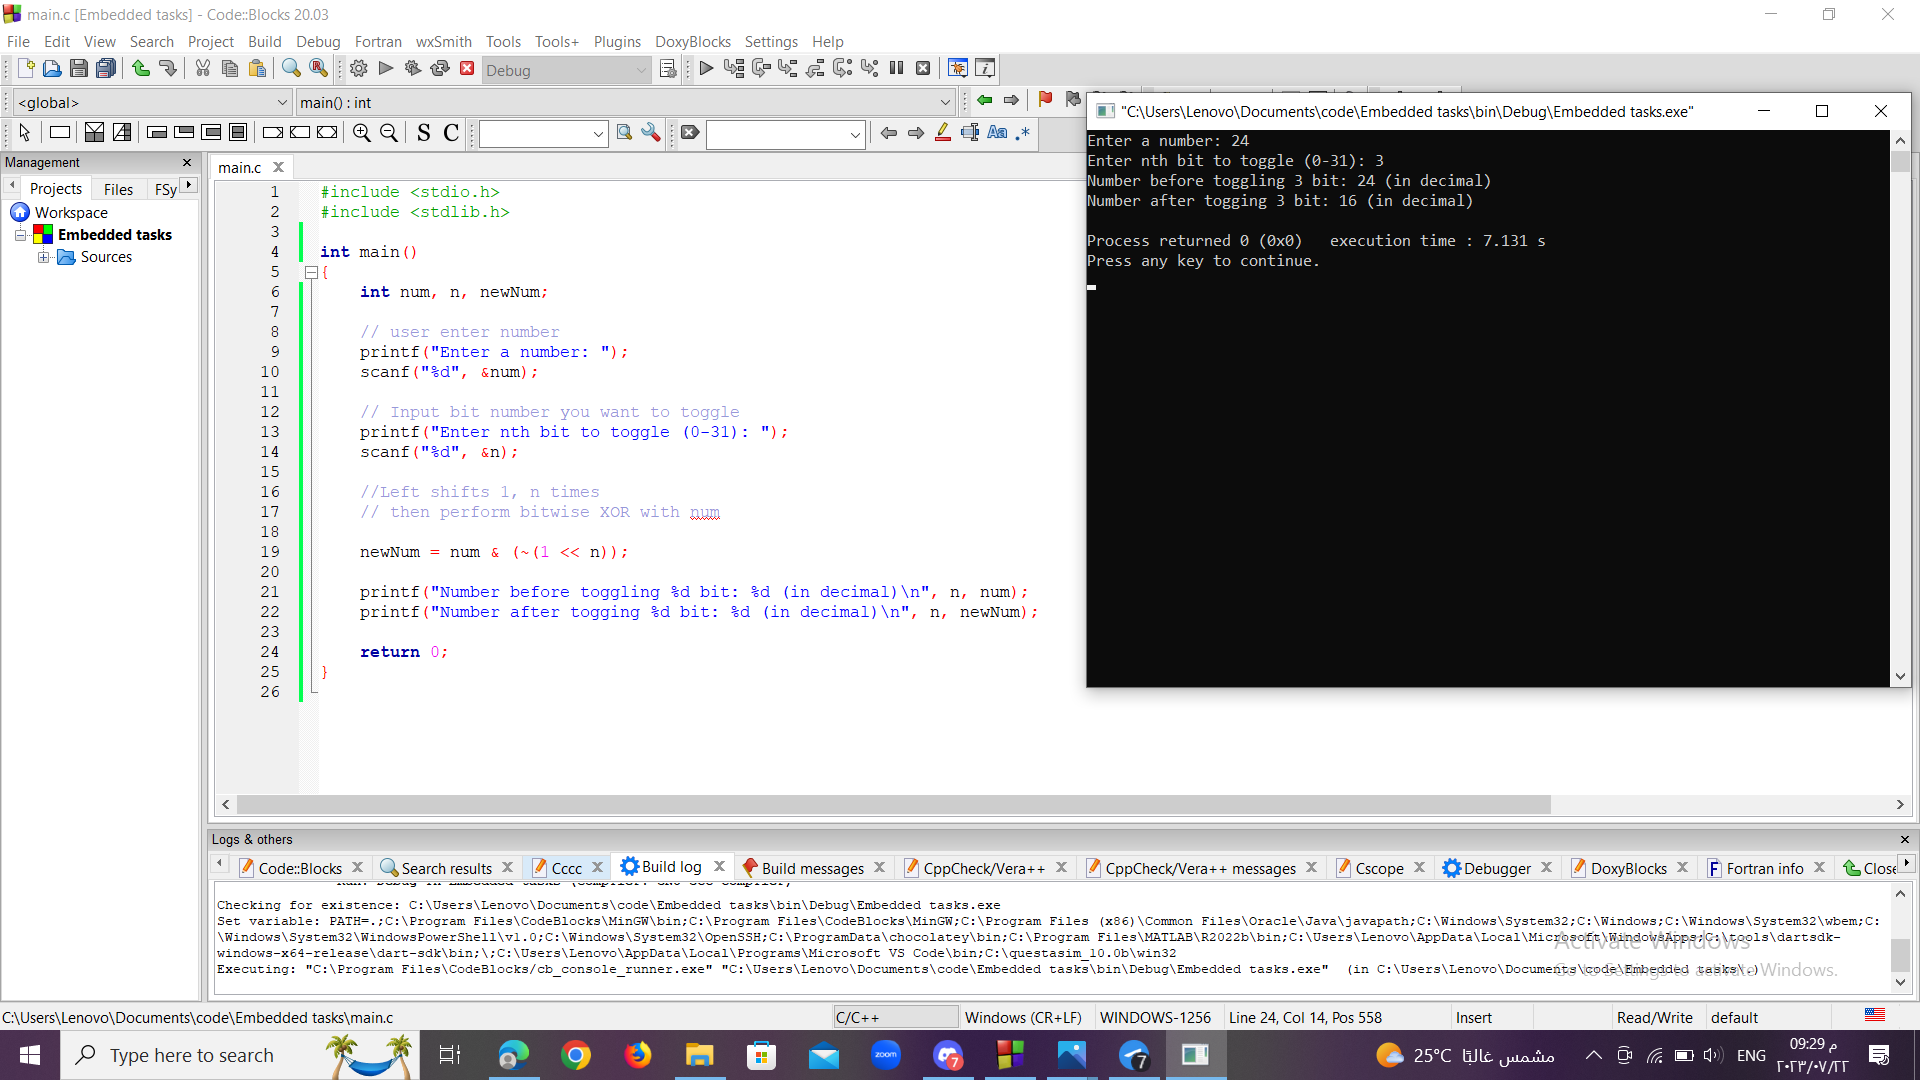 main.c [Embedded tasks] - Code::Blocks 20.03
File Edit View Search Project Build Debug Fortran wxSmith Tools Tools+ Plugins DoxyBlocks Settings Help
Debug
<global>
main() : int
S C
Aa .*
Management
Projects Files FSy
Workspace
Embedded tasks
Sources
main.c
1 #include <stdio.h>
2 #include <stdlib.h>
3
4 int main()
5 {
6 int num, n, newNum;
7
8 // user enter number
9 printf("Enter a number: ");
10 scanf("%d", &num);
11
12 // Input bit number you want to toggle
13 printf("Enter nth bit to toggle (0-31): ");
14 scanf("%d", &n);
15
16 //Left shifts 1, n times
17 // then perform bitwise XOR with num
18
19 newNum = num & (~(1 << n));
20
21 printf("Number before toggling %d bit: %d (in decimal)\n", n, num);
22 printf("Number after togging %d bit: %d (in decimal)\n", n, newNum);
23
24 return 0;
25 }
26
"C:\Users\Lenovo\Documents\code\Embedded tasks\bin\Debug\Embedded tasks.exe"
Enter a number: 24
Enter nth bit to toggle (0-31): 3
Number before toggling 3 bit: 24 (in decimal)
Number after togging 3 bit: 16 (in decimal)
Process returned 0 (0x0) execution time : 7.131 s
Press any key to continue.
Logs & others
Code::Blocks Search results Cccc Build log Build messages CppCheck/Vera++ CppCheck/Vera++ messages Cscope Debugger DoxyBlocks Fortran info Close
Checking for existence: C:\Users\Lenovo\Documents\code\Embedded tasks\bin\Debug\Embedded tasks.exe
Set variable: PATH=.;C:\Program Files\CodeBlocks\MinGW\bin;C:\Program Files\CodeBlocks\MinGW;C:\Program Files (x86)\Common Files\Oracle\Java\javapath;C:\Windows\System32;C:\Windows;C:\Windows\System32\wbem;C:
\Windows\System32\WindowsPowerShell\v1.0;C:\Windows\System32\OpenSSH;C:\ProgramData\chocolatey\bin;C:\Program Files\MATLAB\R2022b\bin;C:\Users\Lenovo\AppData\Local\Microsoft\WindowsApps;C:\tools\dartsdk-
windows-x64-release\dart-sdk\bin;\;C:\Users\Lenovo\AppData\Local\Programs\Microsoft VS Code\bin;C:\questasim_10.0b\win32
Executing: "C:\Program Files\CodeBlocks/cb_console_runner.exe" "C:\Users\Lenovo\Documents\code\Embedded tasks\bin\Debug\Embedded tasks.exe" (in C:\Users\Lenovo\Documents\code\Embedded tasks\.)
Activate Windows
Go to Settings to activate Windows.
C:\Users\Lenovo\Documents\code\Embedded tasks\main.c
C/C++
Windows (CR+LF)
WINDOWS-1256
Line 24, Col 14, Pos 558
Insert
Read/Write
default
Type here to search
zoom
7
7
25°C مشمس غالبًا
ENG
09:29 م
٢٠٢٣/٠٧/٢٢